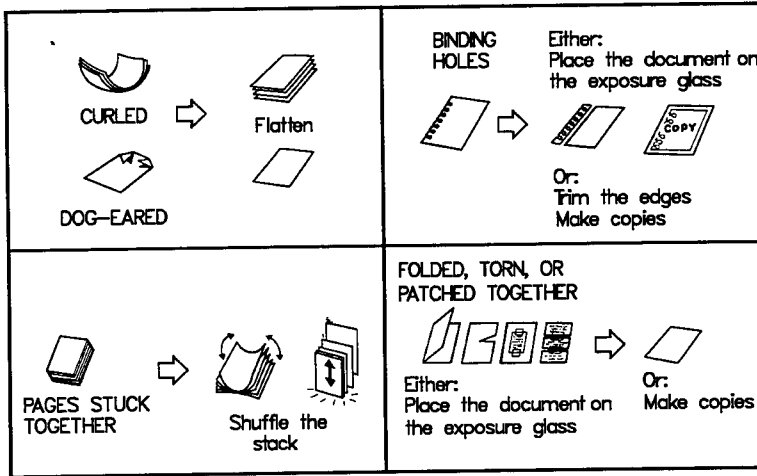 CURLED
Flatten
DOG-EARED
BINDING
HOLES
Either:
Place the document on
the exposure glass
COPY
Or:
Trim the edges
Make copies
PAGES STUCK
TOGETHER
Shuffle the
stack
FOLDED, TORN, OR
PATCHED TOGETHER
Either:
Place the document on
the exposure glass
Or:
Make copies